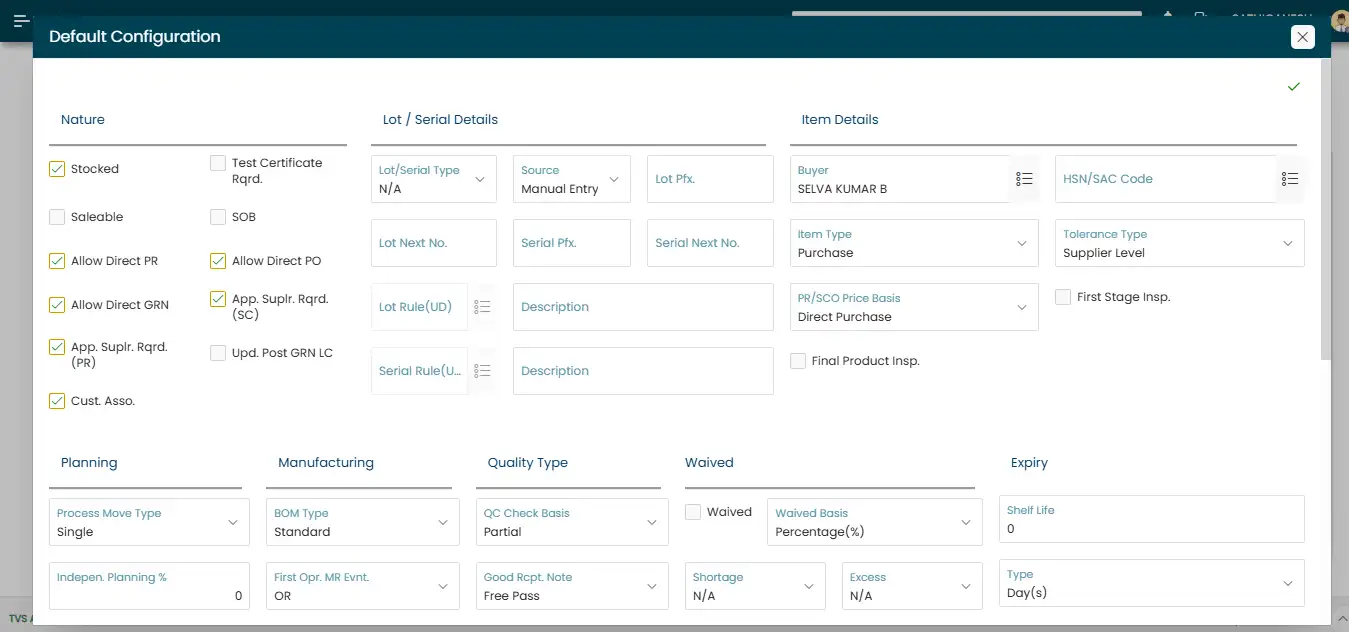 Default Configuration
Nature
Lot / Serial Details
Item Details
Stocked
Test Certificate
Rqrd.
Lot/Serial Type
N/A
Source
Manual Entry
Lot Pfx.
Buyer
SELVA KUMAR B
HSN/SAC Code
Saleable
SOB
Lot Next No.
Serial Pfx.
Serial Next No.
Item Type
Purchase
Tolerance Type
Supplier Level
Allow Direct PR
Allow Direct PO
Allow Direct GRN
App. Suplr. Rqrd.
(SC)
Lot Rule(UD)
Description
PR/SCO Price Basis
Direct Purchase
First Stage Insp.
App. Suplr. Rqrd.
(PR)
Upd. Post GRN LC
Serial Rule(U...
Description
Final Product Insp.
Cust. Asso.
Planning
Manufacturing
Quality Type
Waived
Expiry
Process Move Type
Single
BOM Type
Standard
QC Check Basis
Partial
Waived
Waived Basis
Percentage(%)
Shelf Life
0
Indepen. Planning %
0
First Opr. MR Evnt.
OR
Good Rcpt. Note
Free Pass
Shortage
N/A
Excess
N/A
Type
Day(s)
TVS